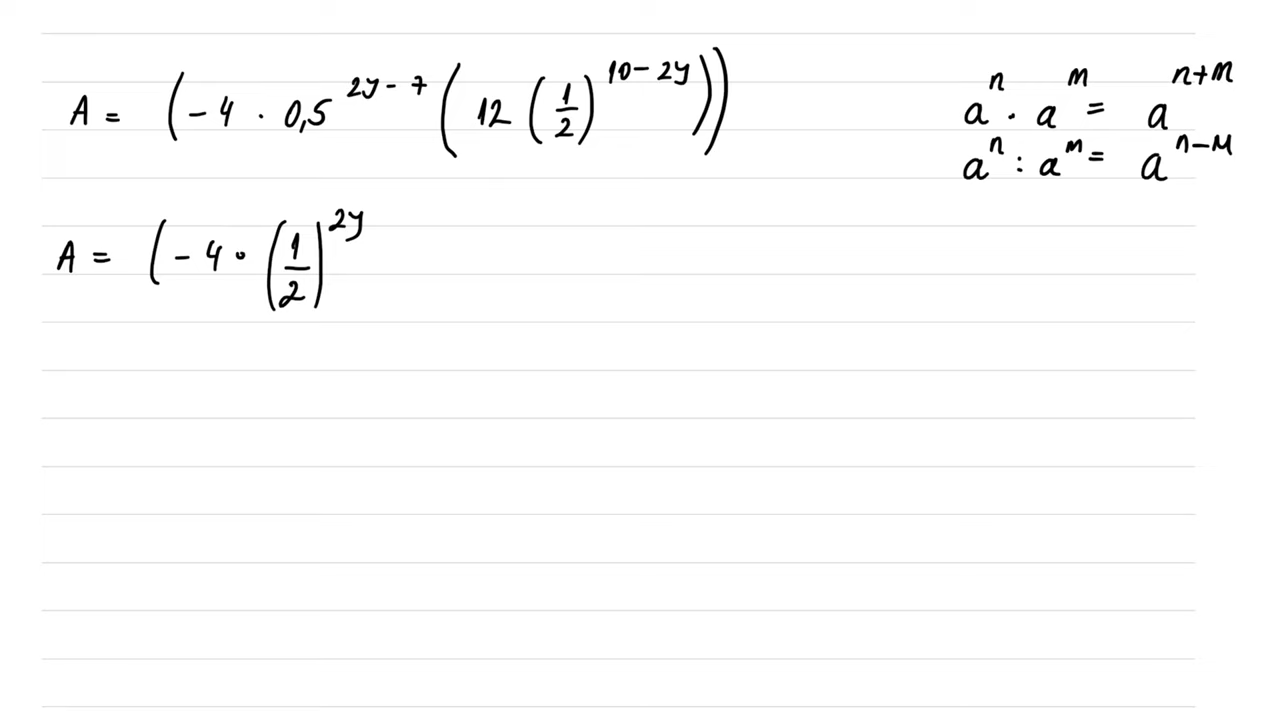 A = (-4 · 0,5^{2y-7} (12 (1/2)^{10-2y}))
a^n · a^m = a^{n+m}
a^n : a^m = a^{n-m}
A = (-4 · (1/2)^{2y}